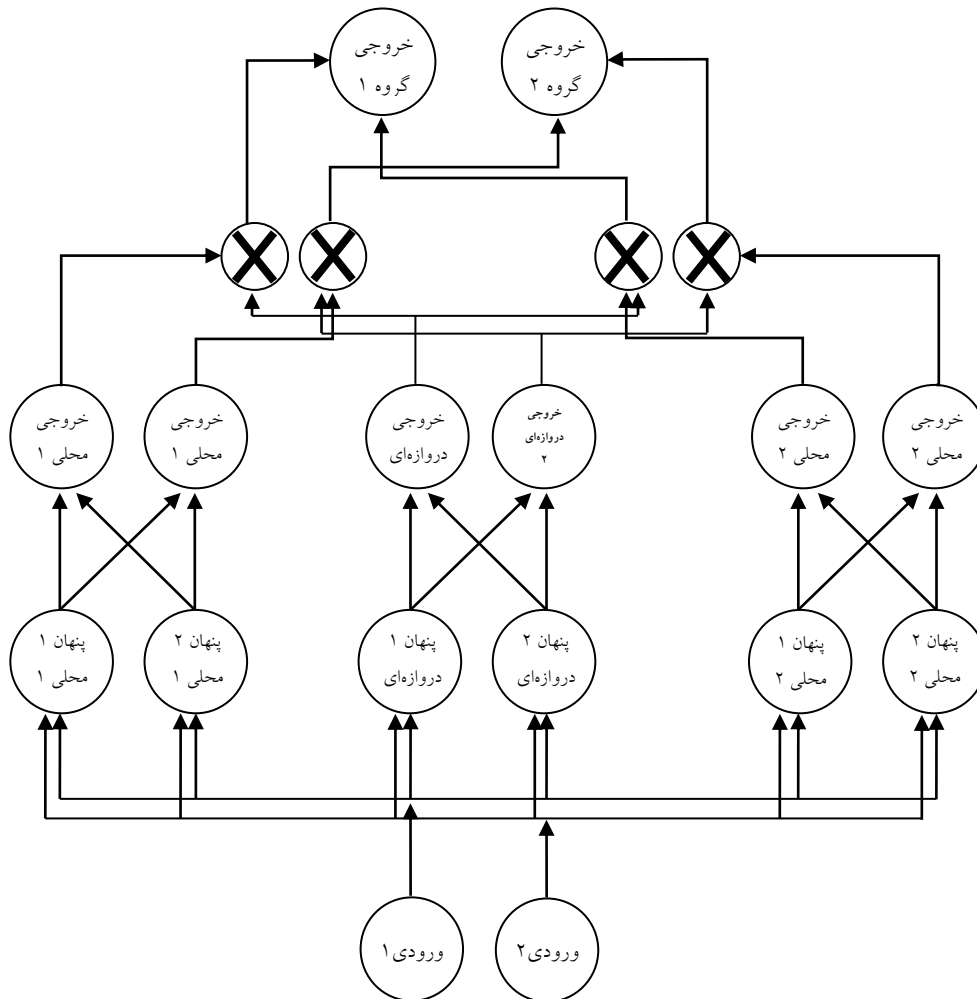 خروجی
گروه ۱
خروجی
گروه ۲
خروجی
محلی ۱
خروجی
محلی ۱
خروجی
دروازه‌ای
خروجی
دروازه‌ای
۲
خروجی
محلی ۲
خروجی
محلی ۲
پنهان ۱
محلی ۱
پنهان ۲
محلی ۱
پنهان ۱
دروازه‌ای
پنهان ۲
دروازه‌ای
پنهان ۱
محلی ۲
پنهان ۲
محلی ۲
ورودی۱
ورودی۲